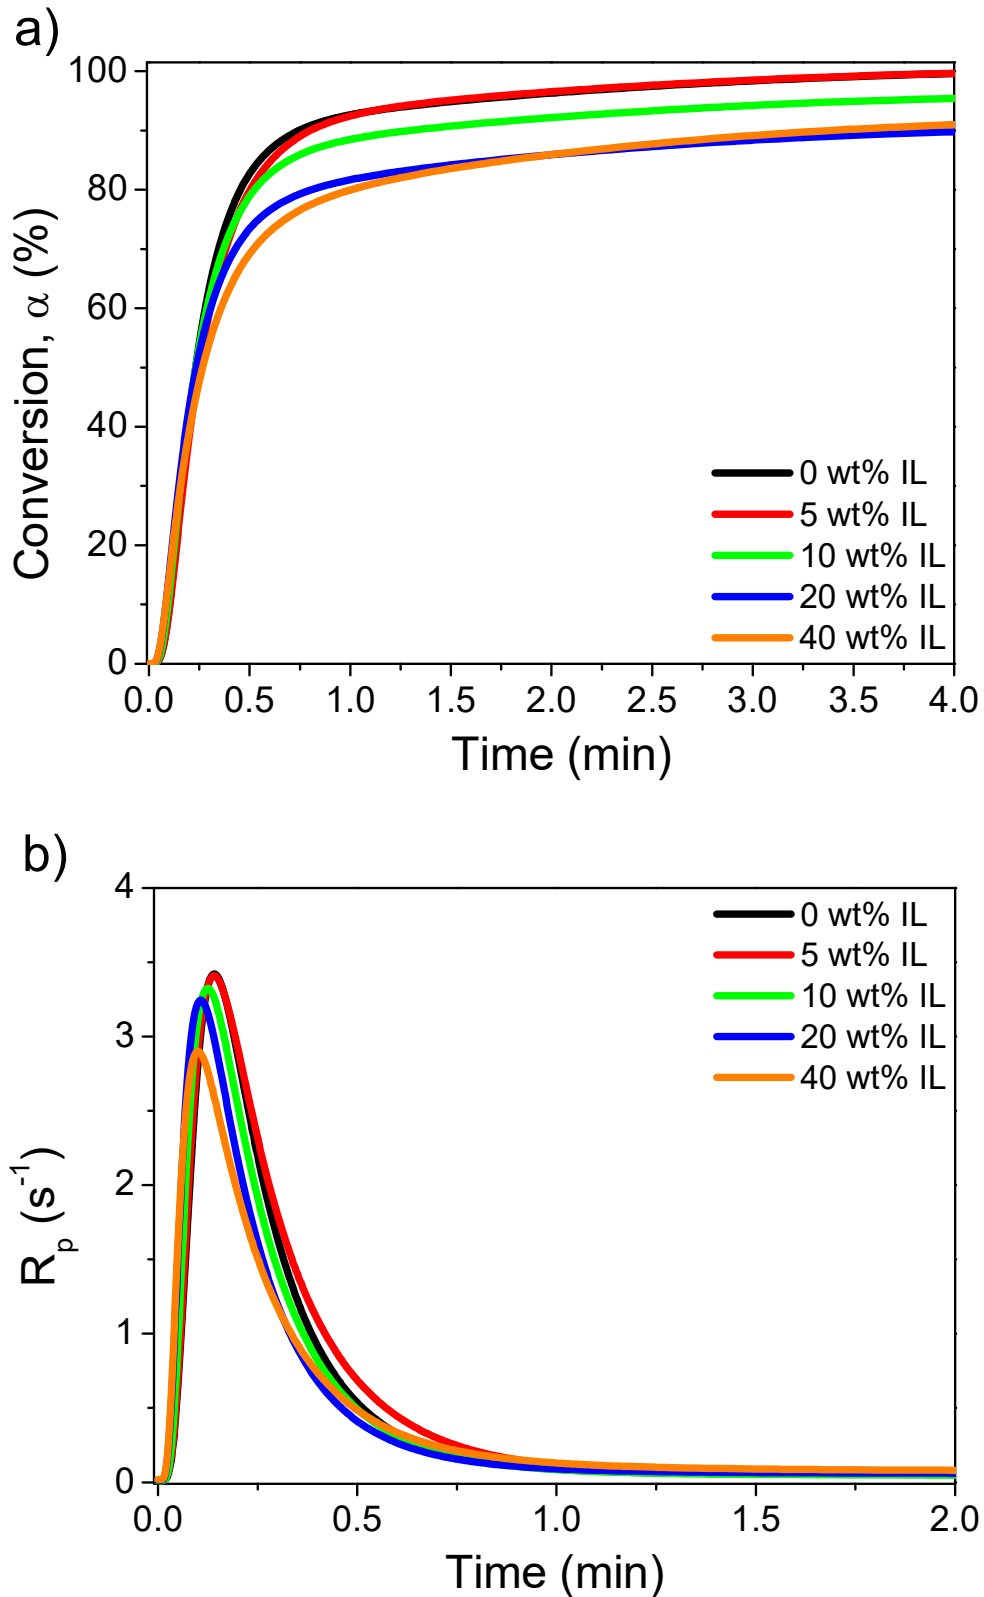 a)
100
80
60
40
20
0
Conversion, α (%)
0 wt% IL
5 wt% IL
10 wt% IL
20 wt% IL
40 wt% IL
0.0 0.5 1.0 1.5 2.0 2.5 3.0 3.5 4.0
Time (min)
b)
4
3
2
1
0
Rₚ (s⁻¹)
0 wt% IL
5 wt% IL
10 wt% IL
20 wt% IL
40 wt% IL
0.0 0.5 1.0 1.5 2.0
Time (min)